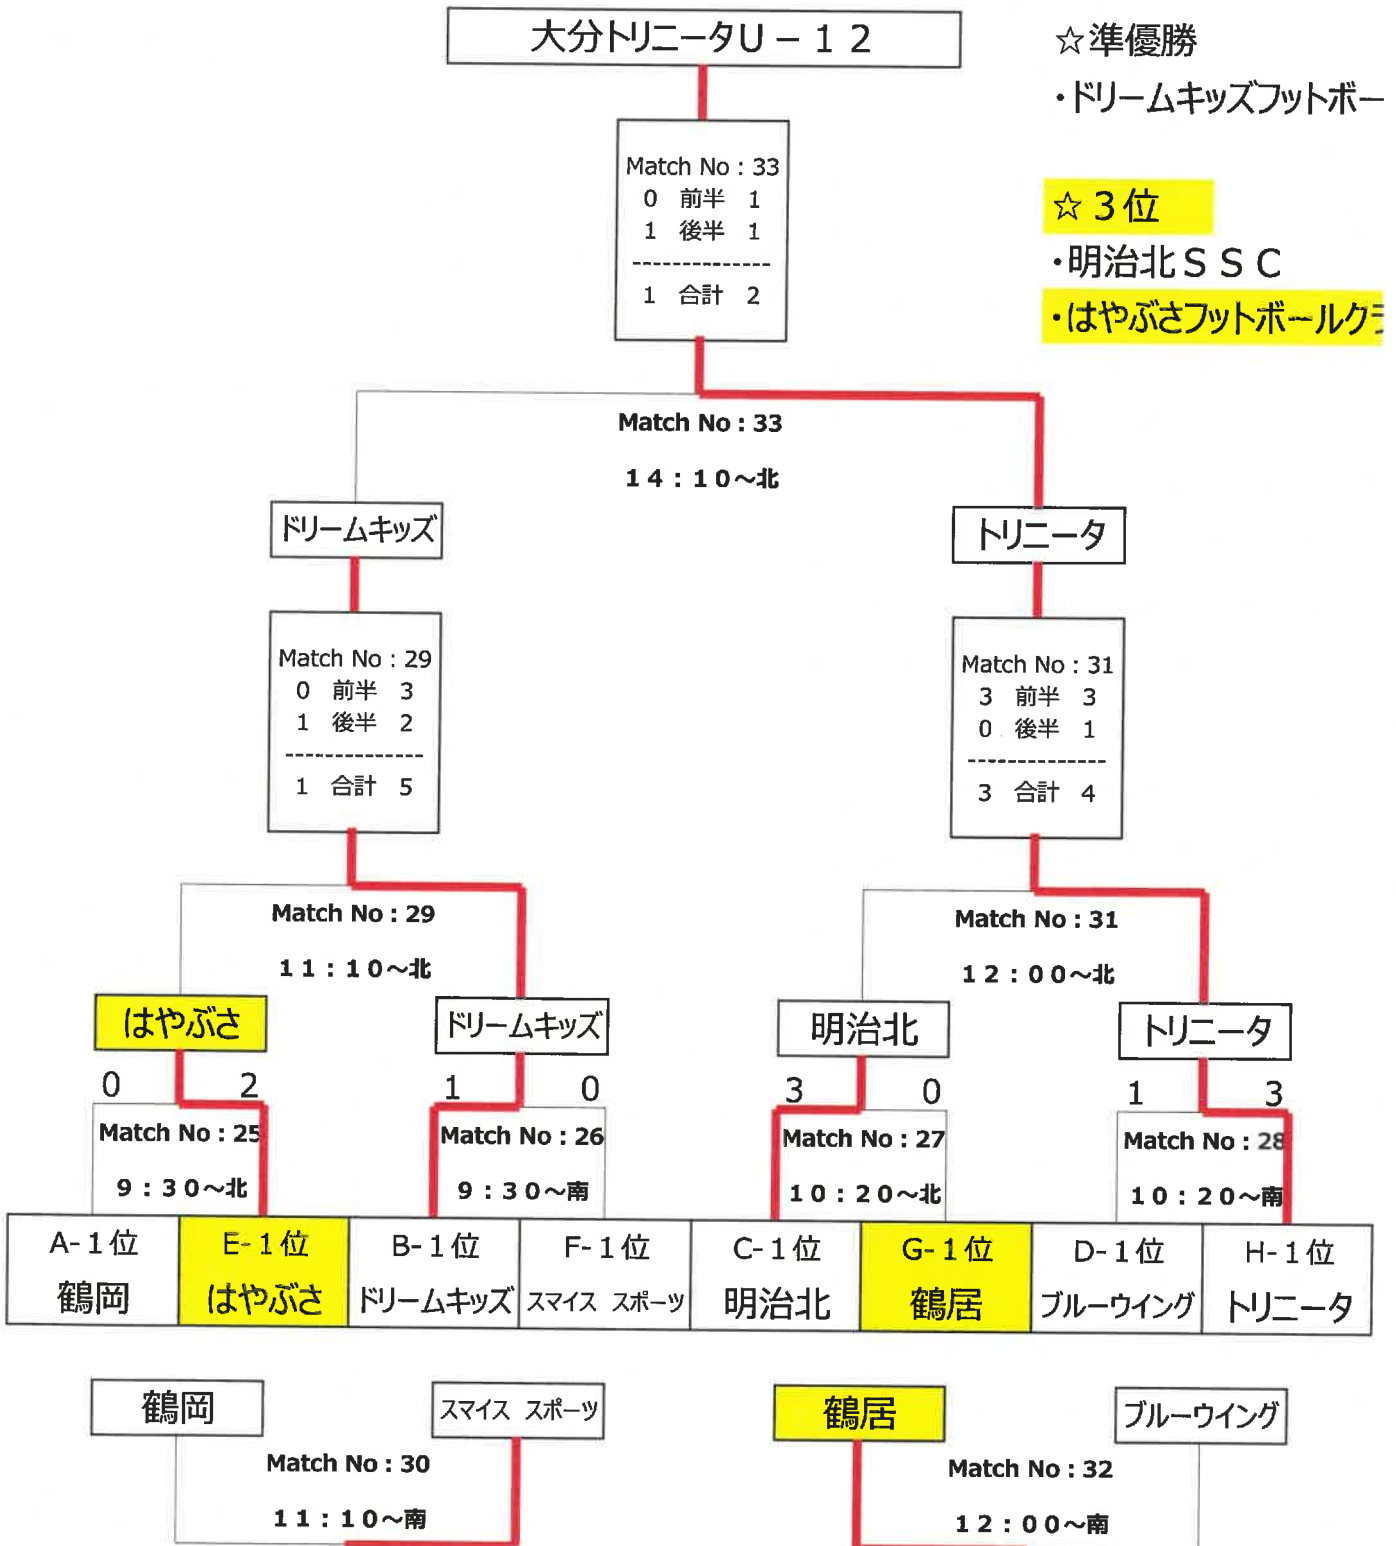 大分トリニータU－１２
☆準優勝
・ドリームキッズフットボー
☆３位
・明治北ＳＳＣ
・はやぶさフットボールク
Match No : 33
0 前半 1
1 後半 1
--------------
1 合計 2
Match No : 33
１４：１０～北
ドリームキッズ
トリニータ
Match No : 29
0 前半 3
1 後半 2
--------------
1 合計 5
Match No : 31
3 前半 3
0 後半 1
--------------
3 合計 4
Match No : 29
１１：１０～北
Match No : 31
１２：００～北
はやぶさ
ドリームキッズ
明治北
トリニータ
0 2
1 0
3 0
1 3
Match No : 25
９：３０～北
Match No : 26
９：３０～南
Match No : 27
１０：２０～北
Match No : 28
１０：２０～南
A-１位
鶴岡
E-１位
はやぶさ
B-１位
ドリームキッズ
F-１位
スマイス スポーツ
C-１位
明治北
G-１位
鶴居
D-１位
ブルーウイング
H-１位
トリニータ
鶴岡
スマイス スポーツ
鶴居
ブルーウイング
Match No : 30
１１：１０～南
Match No : 32
１２：００～南